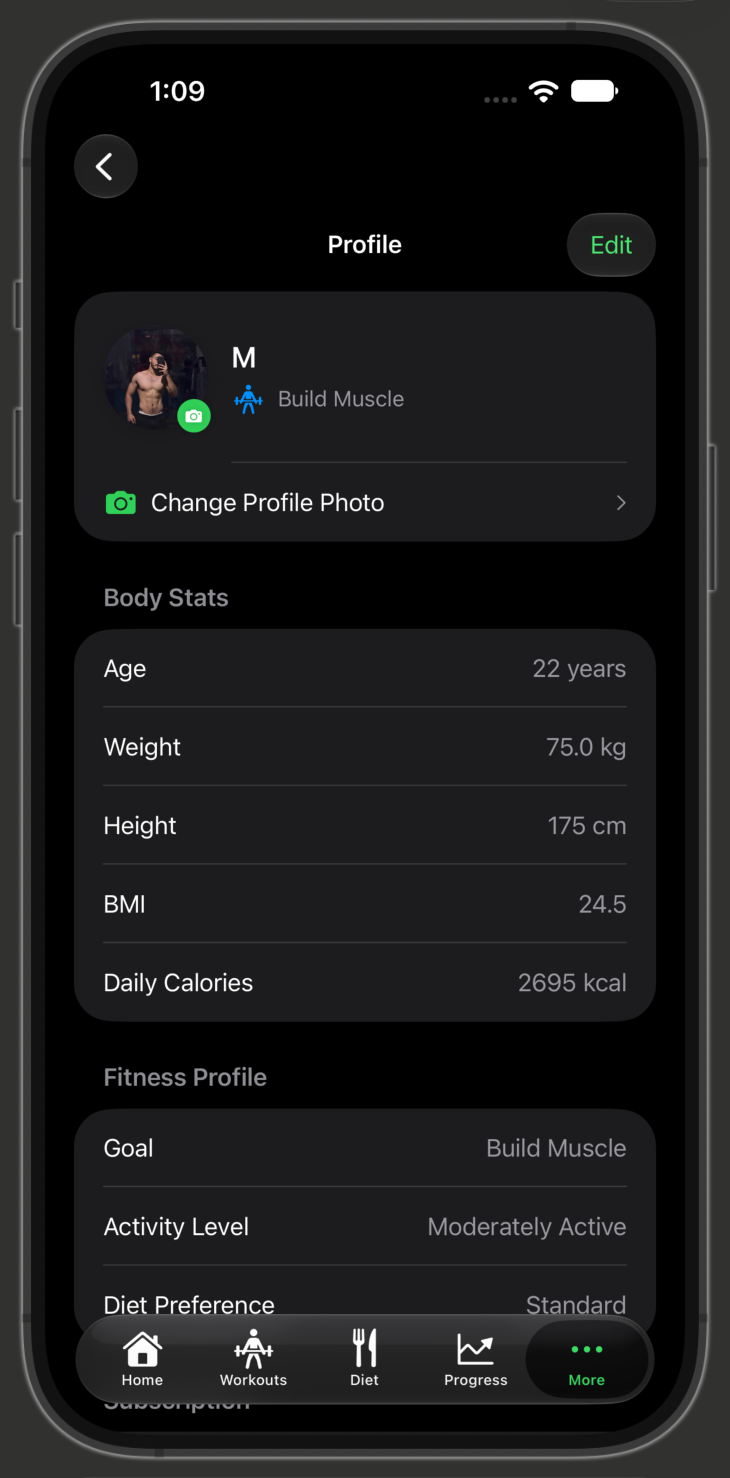 1:09
Profile
Edit
M
Build Muscle
Change Profile Photo
Body Stats
Age 22 years
Weight 75.0 kg
Height 175 cm
BMI 24.5
Daily Calories 2695 kcal
Fitness Profile
Goal Build Muscle
Activity Level Moderately Active
Diet Preference Standard
Home Workouts Diet Progress More
Subscription